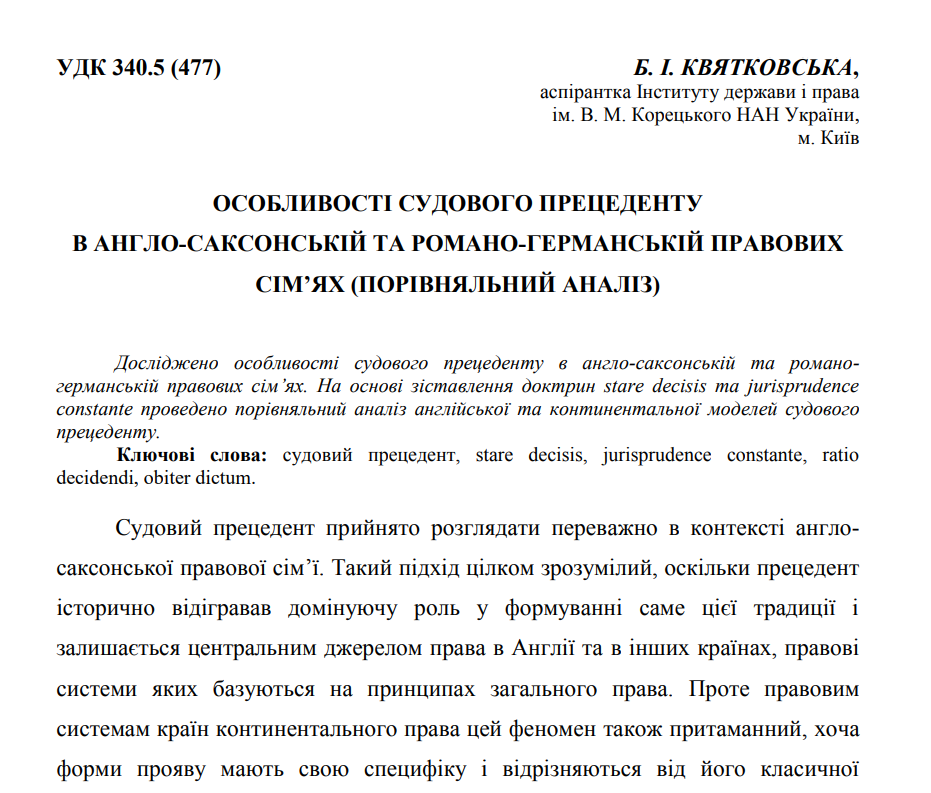 УДК 340.5 (477)
Б. І. КВЯТКОВСЬКА,
аспірантка Інституту держави і права
ім. В. М. Корецького НАН України,
м. Київ
ОСОБЛИВОСТІ СУДОВОГО ПРЕЦЕДЕНТУ
В АНГЛО-САКСОНСЬКІЙ ТА РОМАНО-ГЕРМАНСЬКІЙ ПРАВОВИХ
СІМ’ЯХ (ПОРІВНЯЛЬНИЙ АНАЛІЗ)
Досліджено особливості судового прецеденту в англо-саксонській та романо-
германській правових сім’ях. На основі зіставлення доктрин stare decisis та jurisprudence
constante проведено порівняльний аналіз англійської та континентальної моделей судового
прецеденту.
Ключові слова: судовий прецедент, stare decisis, jurisprudence constante, ratio
decidendi, obiter dictum.
Судовий прецедент прийнято розглядати переважно в контексті англо-
саксонської правової сім’ї. Такий підхід цілком зрозумілий, оскільки прецедент
історично відігравав домінуючу роль у формуванні саме цієї традиції і
залишається центральним джерелом права в Англії та в інших країнах, правові
системи яких базуються на принципах загального права. Проте правовим
системам країн континентального права цей феномен також притаманний, хоча
форми прояву мають свою специфіку і відрізняються від його класичної